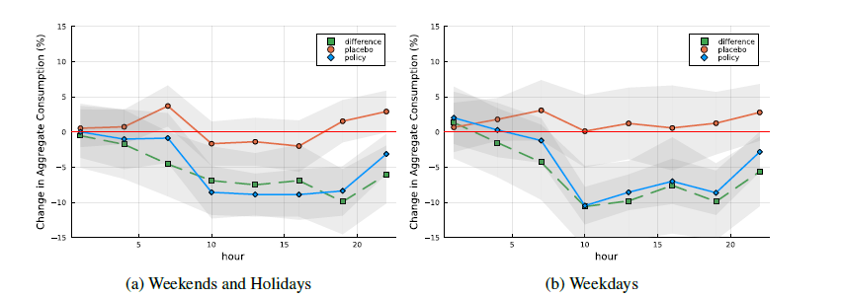 15
10
5
0
−5
−10
−15
Change in Aggregate Consumption (%)
difference
placebo
policy
5
10
15
20
hour
(a) Weekends and Holidays
15
10
5
0
−5
−10
−15
Change in Aggregate Consumption (%)
difference
placebo
policy
5
10
15
20
hour
(b) Weekdays